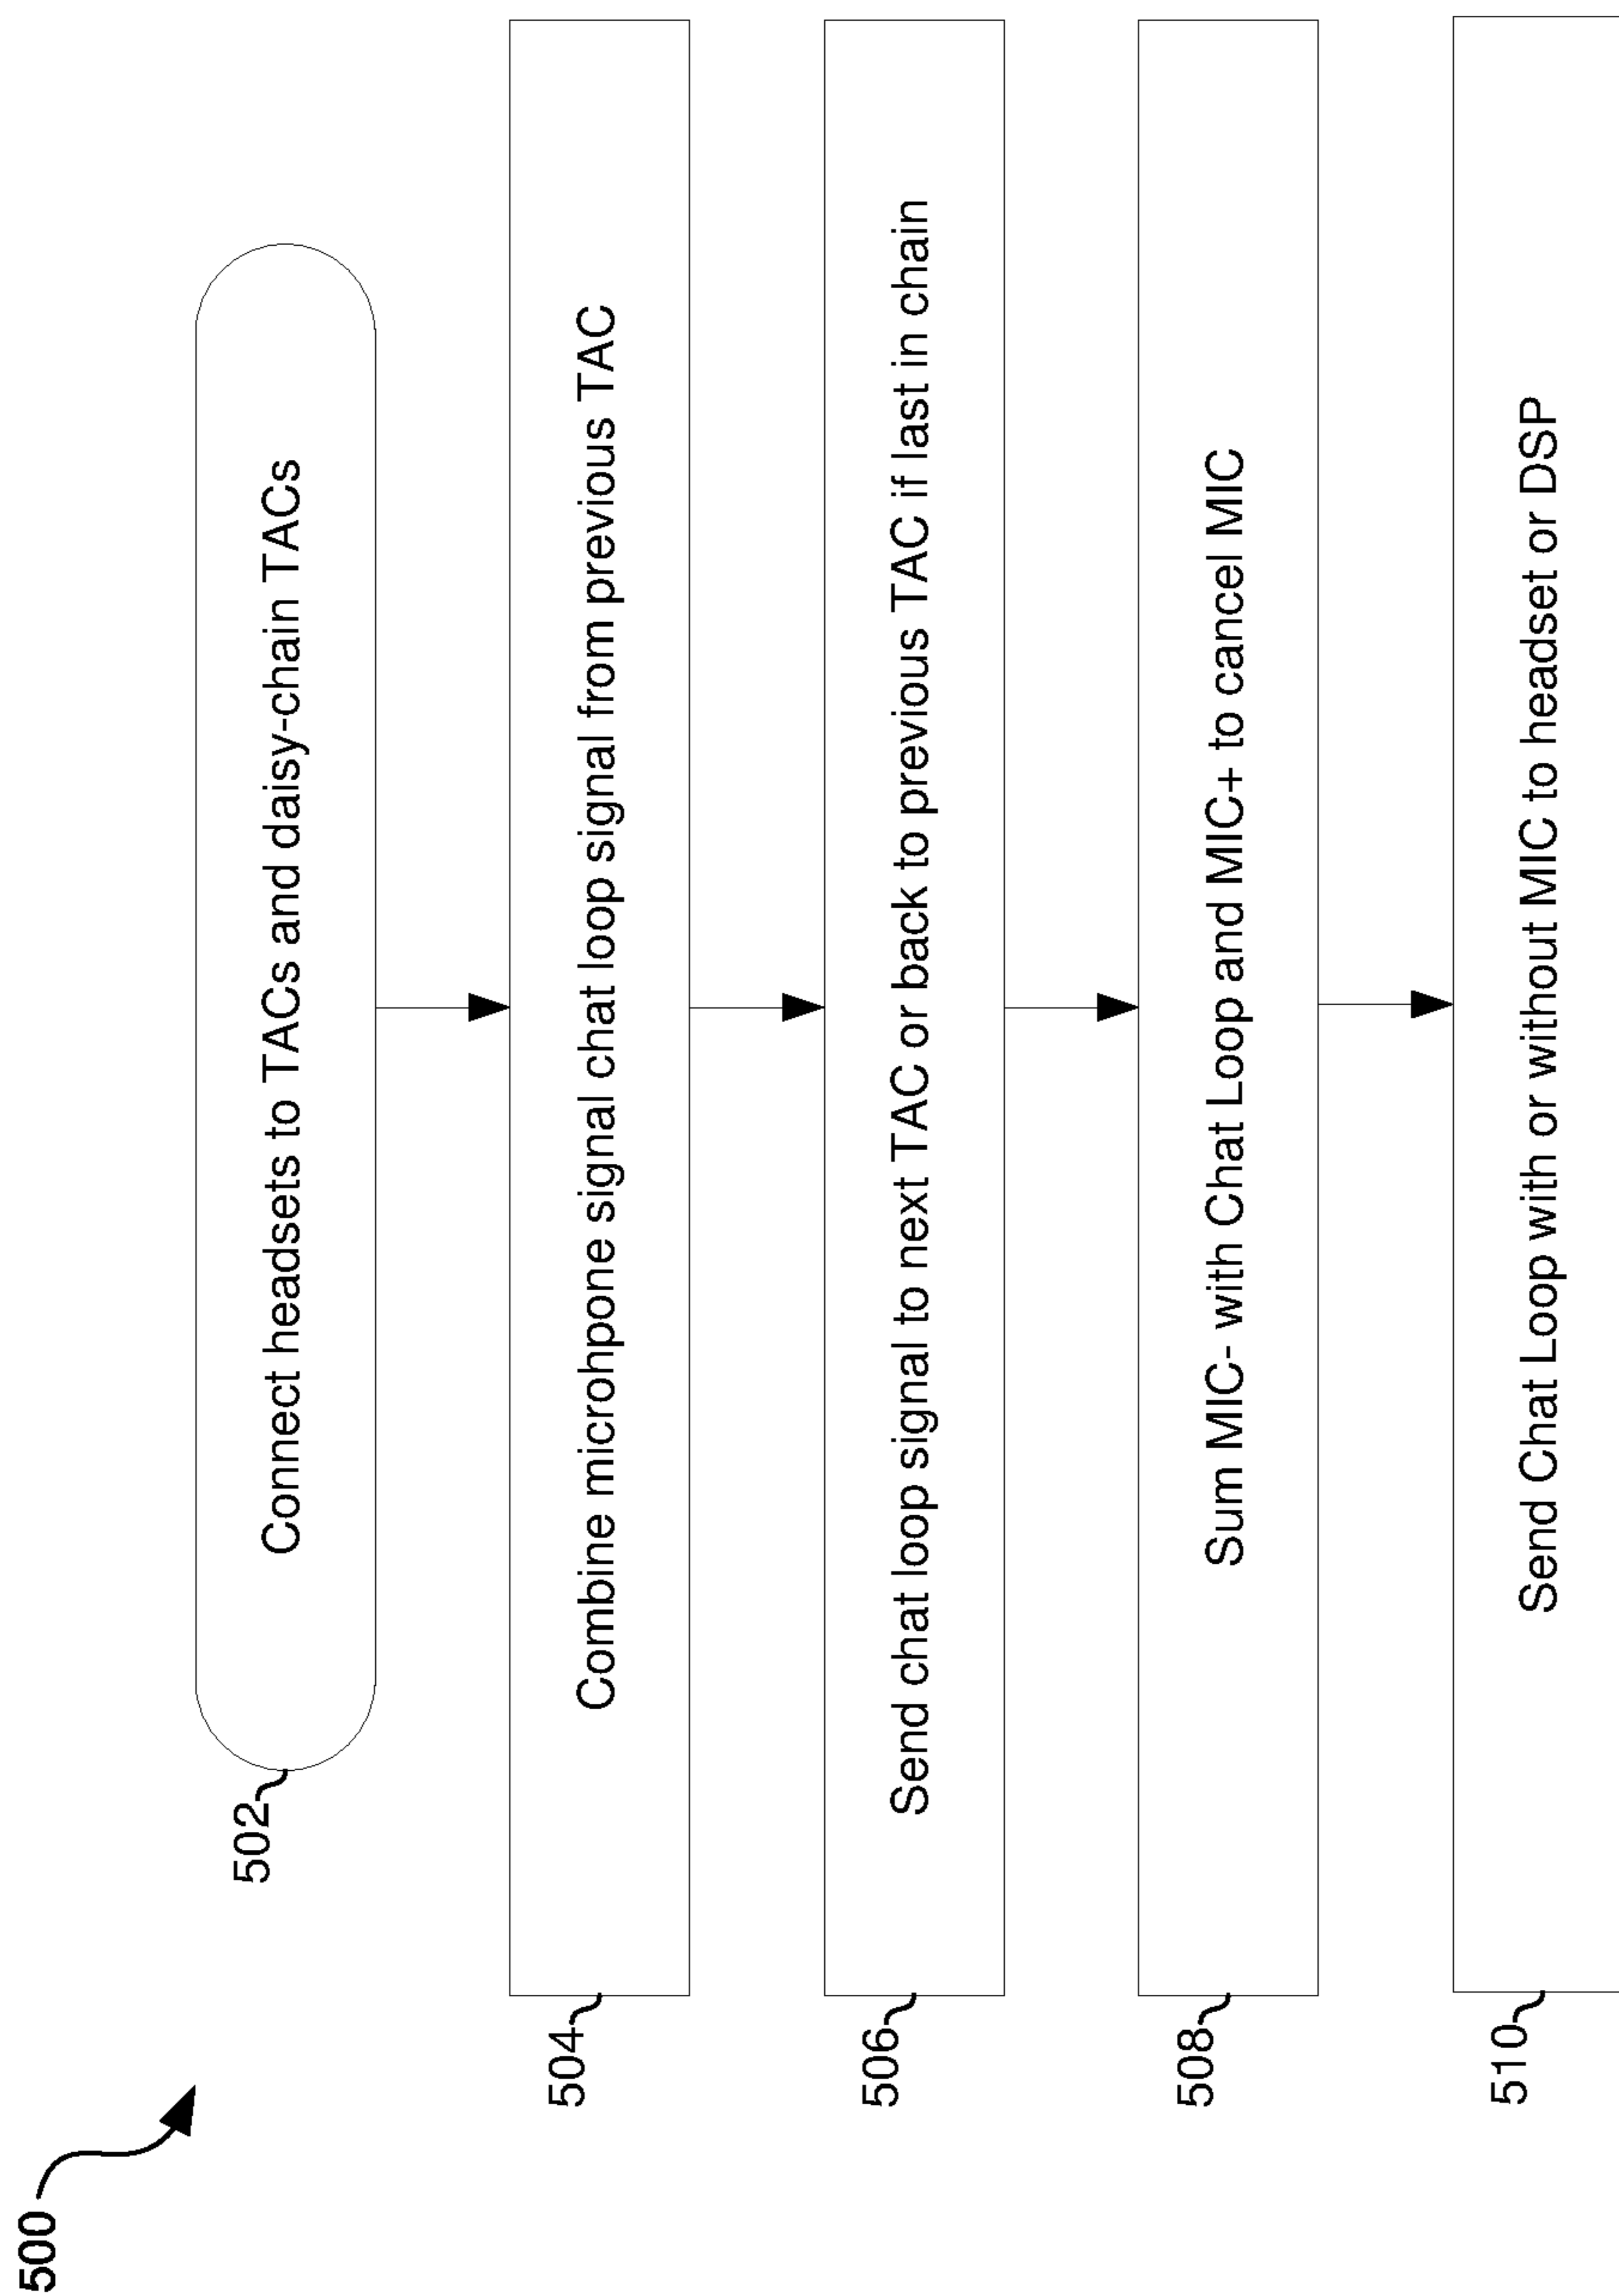 500
502
Connect headsets to TACs and daisy-chain TACs
504
Combine microhpone signal chat loop signal from previous TAC
506
Send chat loop signal to next TAC or back to previous TAC if last in chain
508
Sum MIC- with Chat Loop and MIC+ to cancel MIC
510
Send Chat Loop with or without MIC to headset or DSP